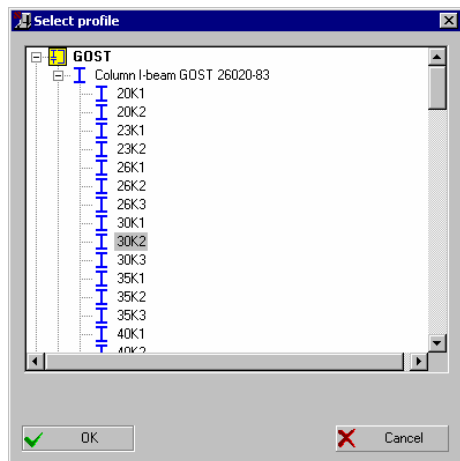 Select profile
GOST
Column I-beam GOST 26020-83
20K1
20K2
23K1
23K2
26K1
26K2
26K3
30K1
30K2
30K3
35K1
35K2
35K3
40K1
40K2
OK
Cancel